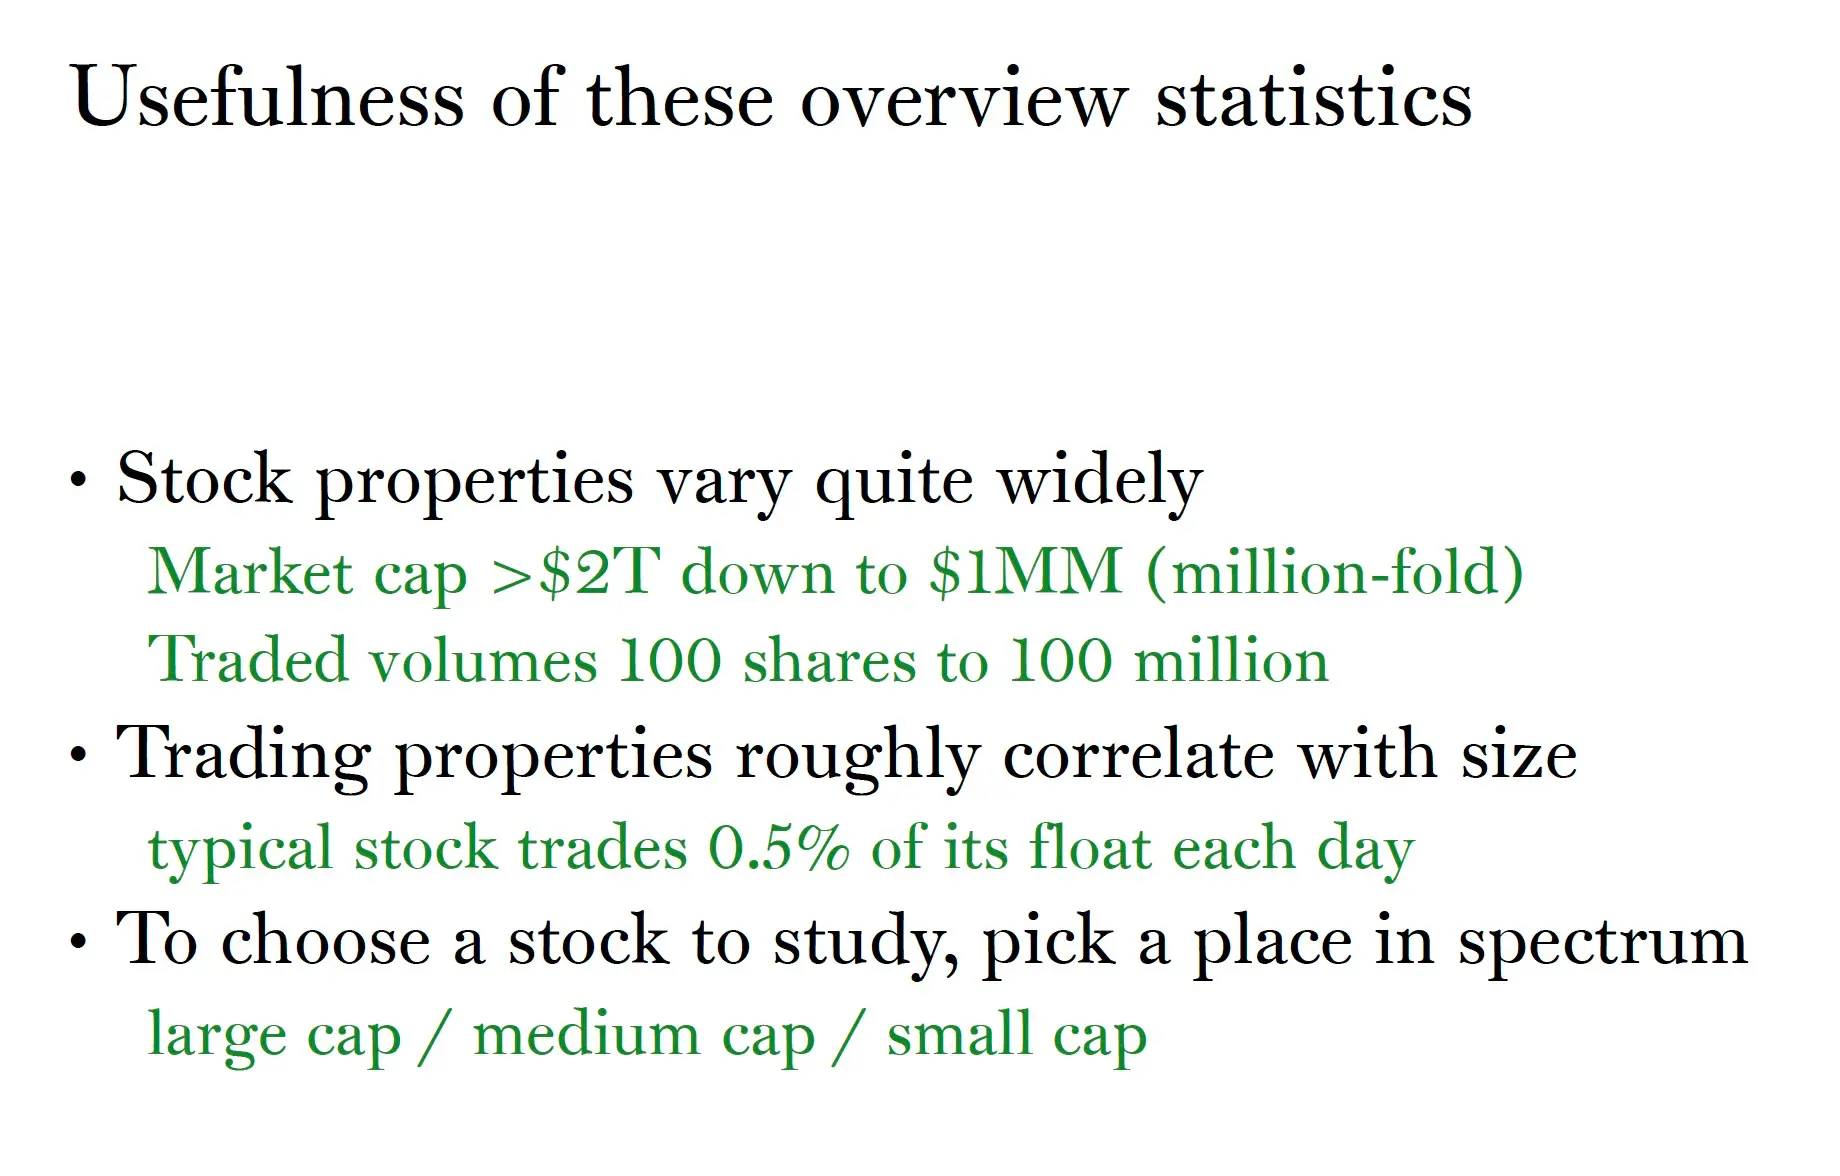 Usefulness of these overview statistics
• Stock properties vary quite widely
Market cap >$2T down to $1MM (million-fold)
Traded volumes 100 shares to 100 million
• Trading properties roughly correlate with size
typical stock trades 0.5% of its float each day
• To choose a stock to study, pick a place in spectrum
large cap / medium cap / small cap